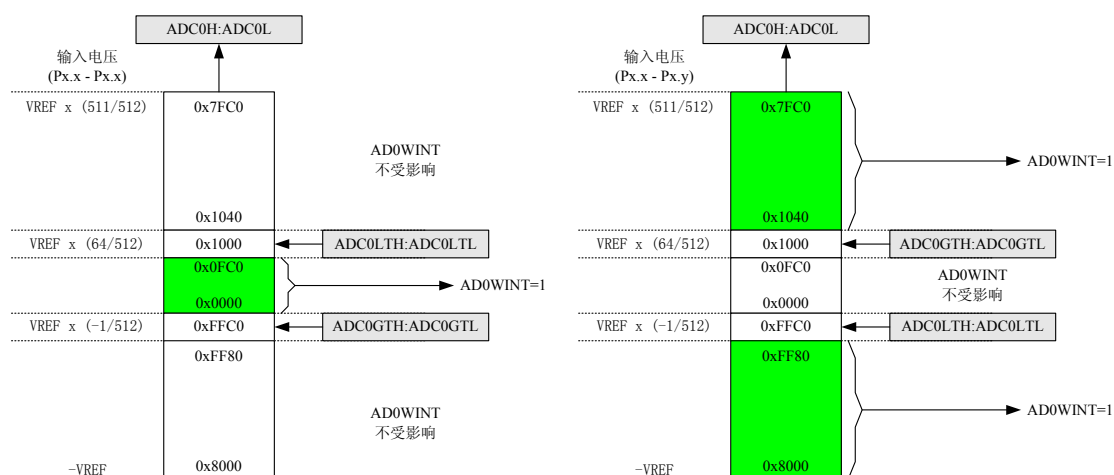 ADC0H:ADC0L
输入电压
(Px.x - Px.x)
VREF x (511/512)
0x7FC0
AD0WINT
不受影响
0x1040
VREF x (64/512)
0x1000
ADC0LTH:ADC0LTL
0x0FC0
AD0WINT=1
0x0000
VREF x (-1/512)
0xFFC0
ADC0GTH:ADC0GTL
0xFF80
AD0WINT
不受影响
-VREF
0x8000
ADC0H:ADC0L
输入电压
(Px.x - Px.y)
VREF x (511/512)
0x7FC0
AD0WINT=1
0x1040
VREF x (64/512)
0x1000
ADC0GTH:ADC0GTL
0x0FC0
AD0WINT
不受影响
0x0000
VREF x (-1/512)
0xFFC0
ADC0LTH:ADC0LTL
0xFF80
AD0WINT=1
-VREF
0x8000